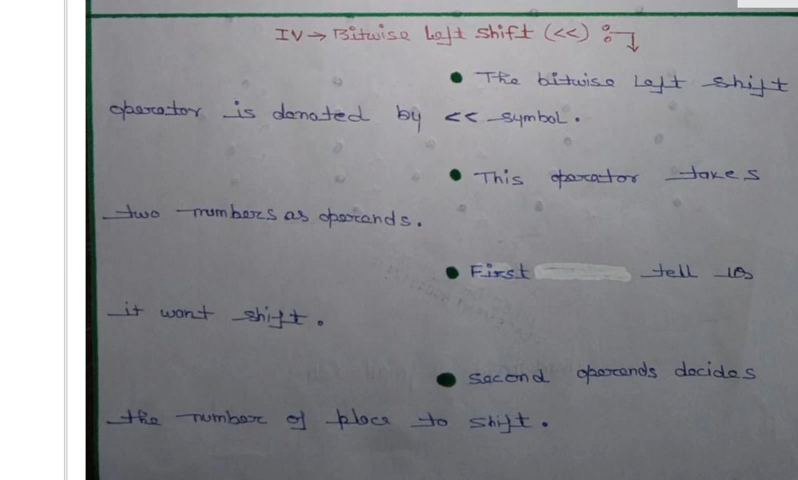 IV → Bitwise Left Shift (<<) :↴
● The bitwise Left shift
operator is denoted by << symbol.
● This operator takes
two numbers as operands.
● First tell us
it want shift.
● Second operands decides
the number of place to shift.